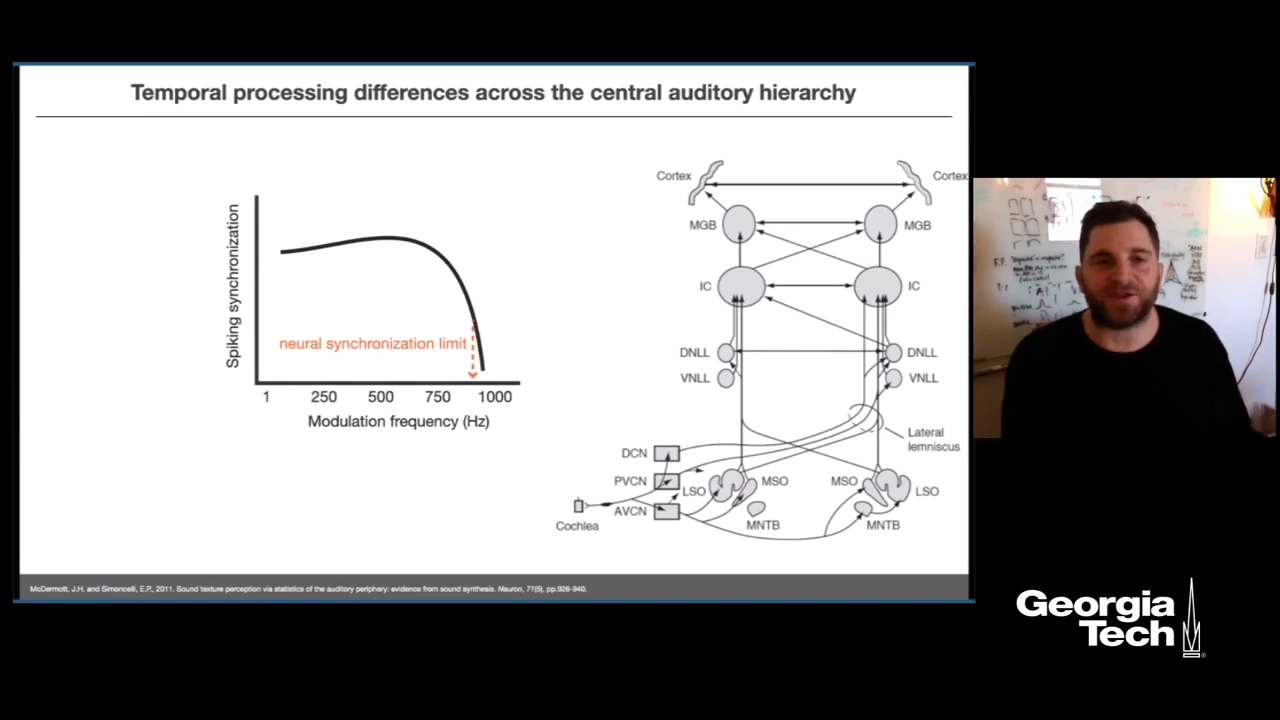 Temporal processing differences across the central auditory hierarchy
Spiking synchronization
neural synchronization limit
1 250 500 750 1000
Modulation frequency (Hz)
Cortex
Cortex
MGB
MGB
IC
IC
DNLL
DNLL
VNLL
VNLL
Lateral
lemniscus
DCN
PVCN
AVCN
LSO
MSO
MSO
LSO
Cochlea
MNTB
MNTB
McDermott, J.H. and Simoncelli, E.P., 2011. Sound texture perception via statistics of the auditory periphery: evidence from sound synthesis. Neuron, 71(5), pp.926-940.
Georgia
Tech